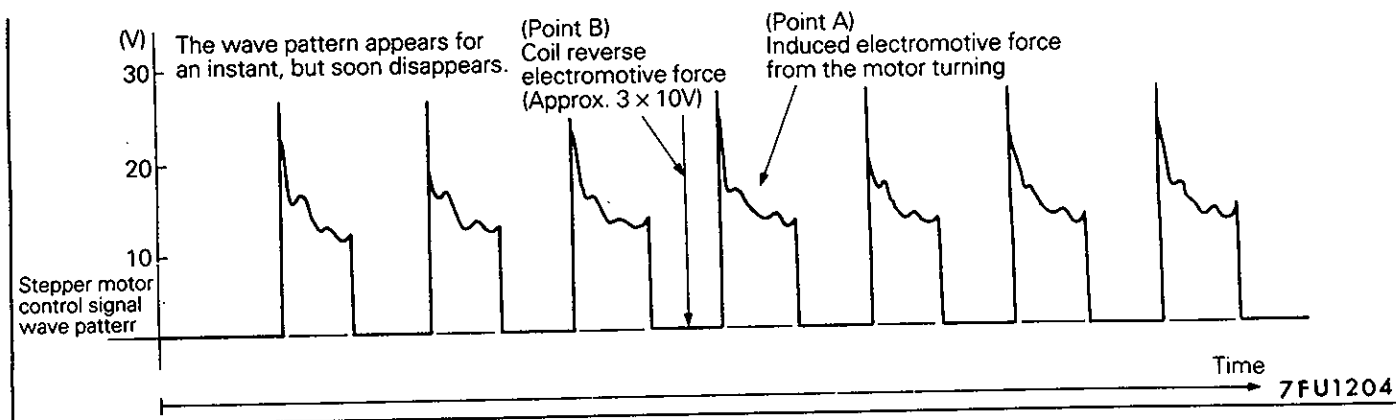 (V)
The wave pattern appears for
an instant, but soon disappears.
(Point B)
Coil reverse
electromotive force
(Approx. 3 × 10V)
(Point A)
Induced electromotive force
from the motor turning
30
20
10
Stepper motor
control signal
wave patterr
Time
7FU1204